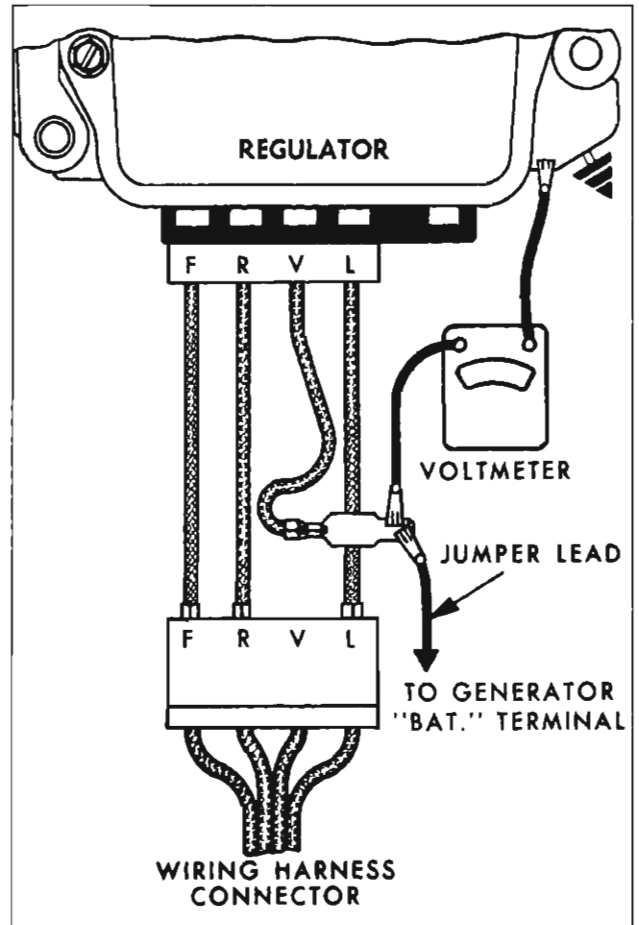 REGULATOR
F R V L
VOLTMETER
JUMPER LEAD
F R V L
TO GENERATOR
"BAT." TERMINAL
WIRING HARNESS
CONNECTOR